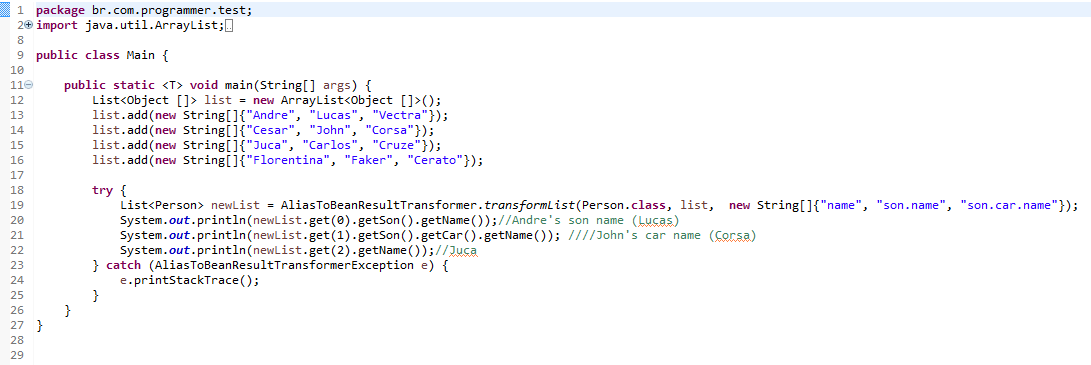 1 package br.com.programmer.test;
2 import java.util.ArrayList;
8
9 public class Main {
10
11     public static <T> void main(String[] args) {
12         List<Object []> list = new ArrayList<Object []>();
13         list.add(new String[]{"Andre", "Lucas", "Vectra"});
14         list.add(new String[]{"Cesar", "John", "Corsa"});
15         list.add(new String[]{"Juca", "Carlos", "Cruze"});
16         list.add(new String[]{"Florentina", "Faker", "Cerato"});
17
18         try {
19             List<Person> newList = AliasToBeanResultTransformer.transformList(Person.class, list,  new String[]{"name", "son.name", "son.car.name"});
20             System.out.println(newList.get(0).getSon().getName());//Andre's son name (Lucas)
21             System.out.println(newList.get(1).getSon().getCar().getName()); ////John's car name (Corsa)
22             System.out.println(newList.get(2).getName());//Juca
23         } catch (AliasToBeanResultTransformerException e) {
24             e.printStackTrace();
25         }
26     }
27 }
28
29